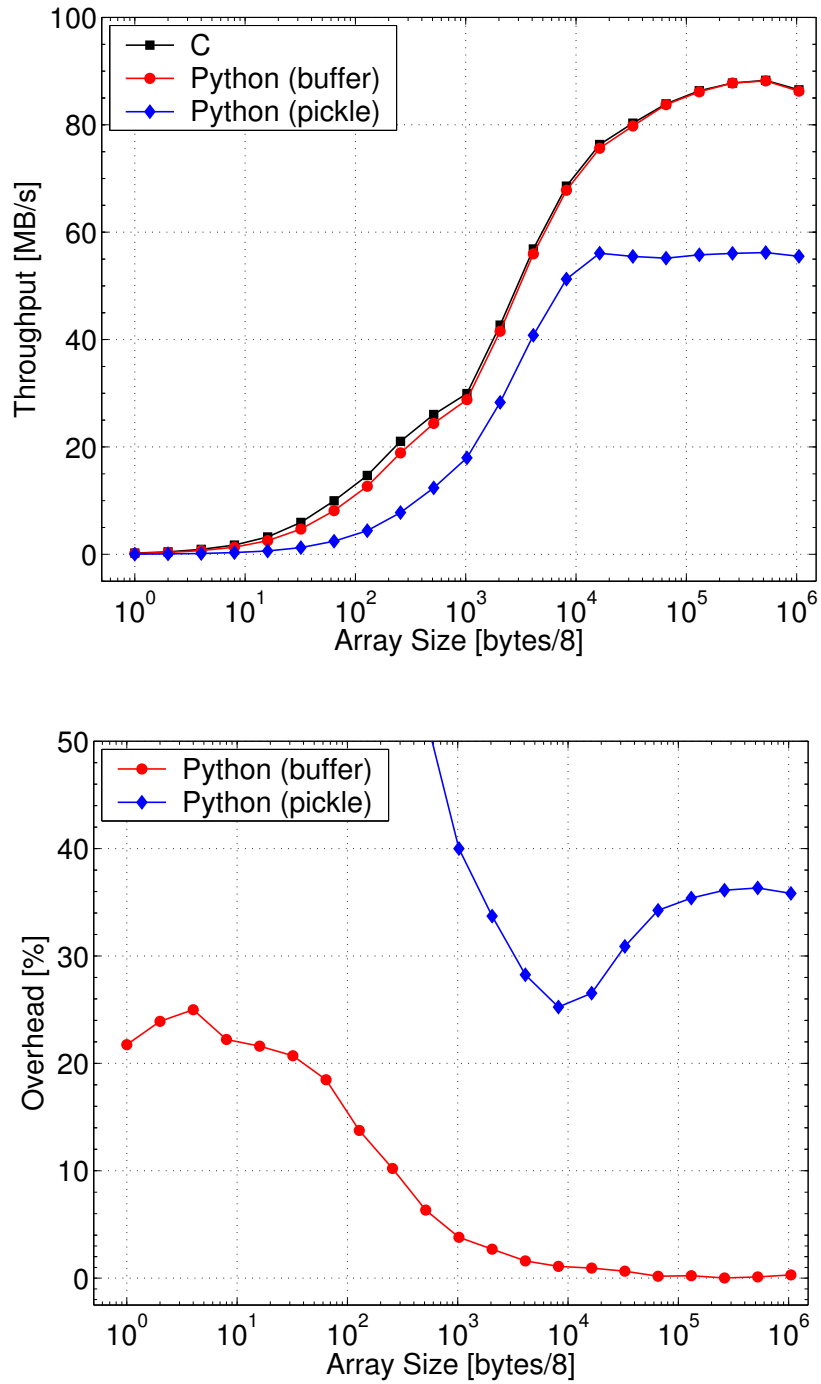 C
Python (buffer)
Python (pickle)
100
80
60
40
20
0
Throughput [MB/s]
10^0 10^1 10^2 10^3 10^4 10^5 10^6
Array Size [bytes/8]
Python (buffer)
Python (pickle)
50
40
30
20
10
0
Overhead [%]
10^0 10^1 10^2 10^3 10^4 10^5 10^6
Array Size [bytes/8]